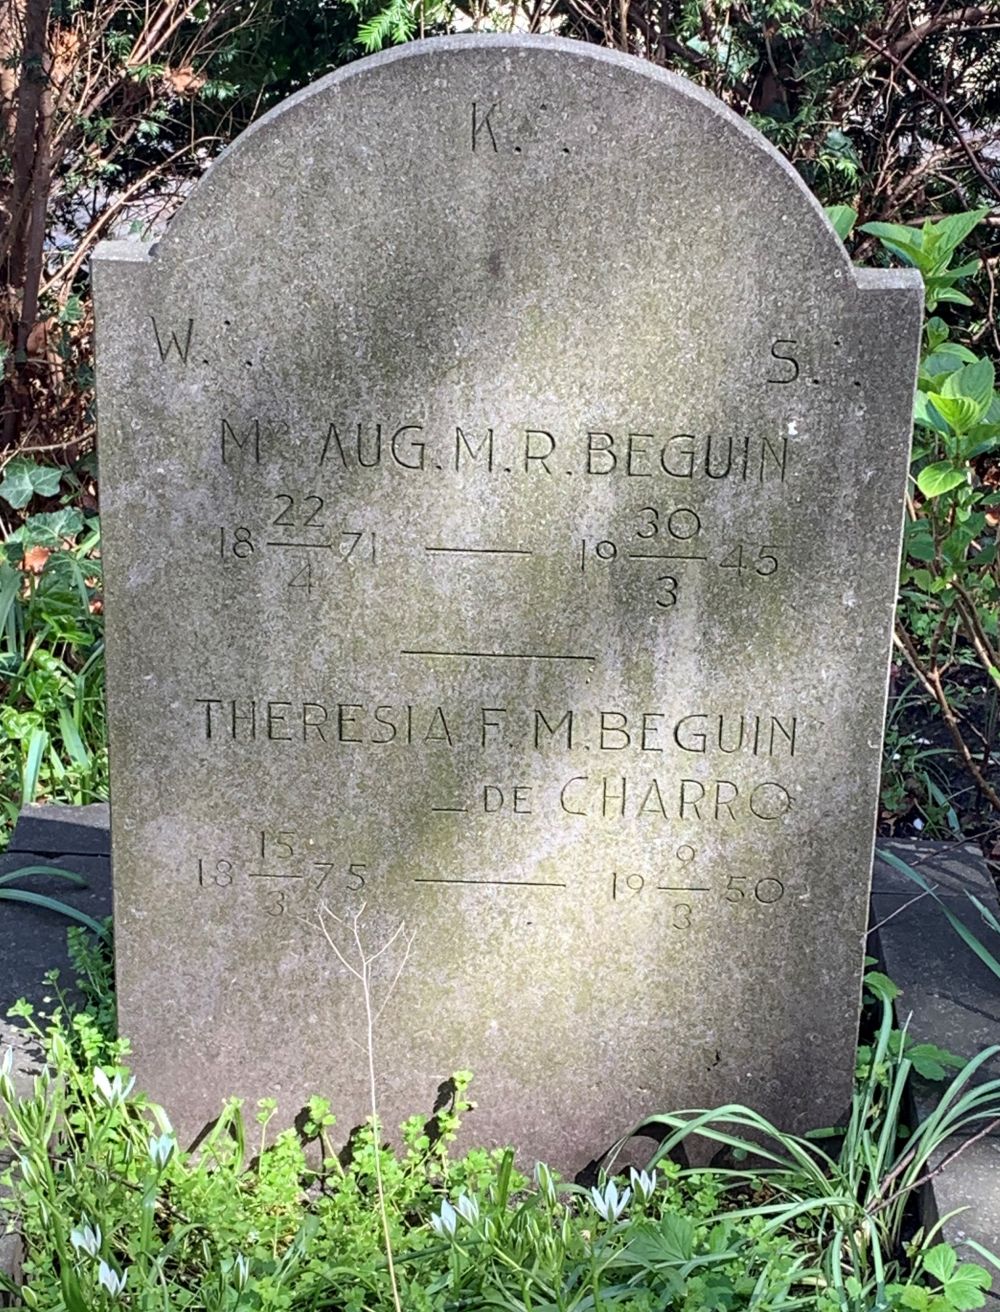 K∴
W∴ S∴
Mr AUG. M. R. BEGUIN
18 22/4 71 — 19 30/3 45
THERESIA F. M. BEGUIN
_ DE CHARRO
18 15/3 75 — 19 9/3 50